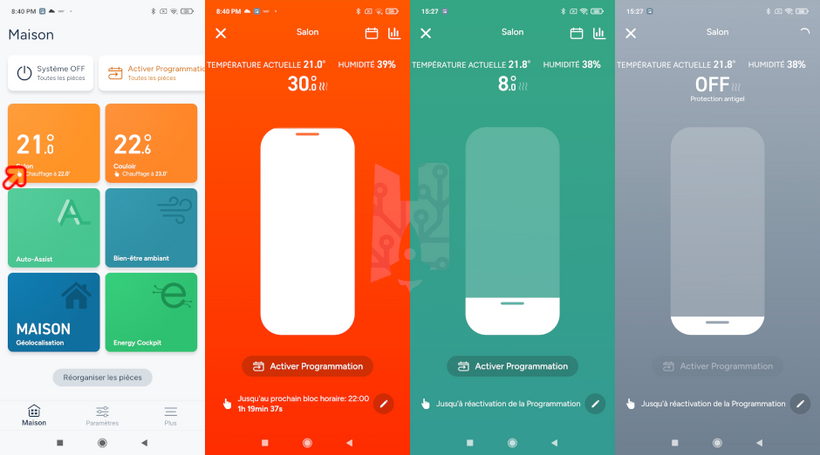 8:40 PM
Maison
Système OFF
Toutes les pièces
Activer Programmatio
Toutes les pièces
21.0°
Salon
Chauffage à 22.0°
22.6°
Couloir
Chauffage à 23.0°
Auto-Assist
Bien-être ambiant
MAISON
Géolocalisation
Energy Cockpit
Réorganiser les pièces
Maison
Paramètres
Plus
8:40 PM
Salon
TEMPÉRATURE ACTUELLE 21.0° HUMIDITÉ 39%
30.0°
Activer Programmation
Jusqu'au prochain bloc horaire: 22:00
1h 19min 37s
15:27
Salon
TEMPÉRATURE ACTUELLE 21.8° HUMIDITÉ 38%
8.0°
Activer Programmation
Jusqu'à réactivation de la Programmation
15:27
Salon
TEMPÉRATURE ACTUELLE 21.8° HUMIDITÉ 38%
OFF
Protection antigel
Activer Programmation
Jusqu'à réactivation de la Programmation